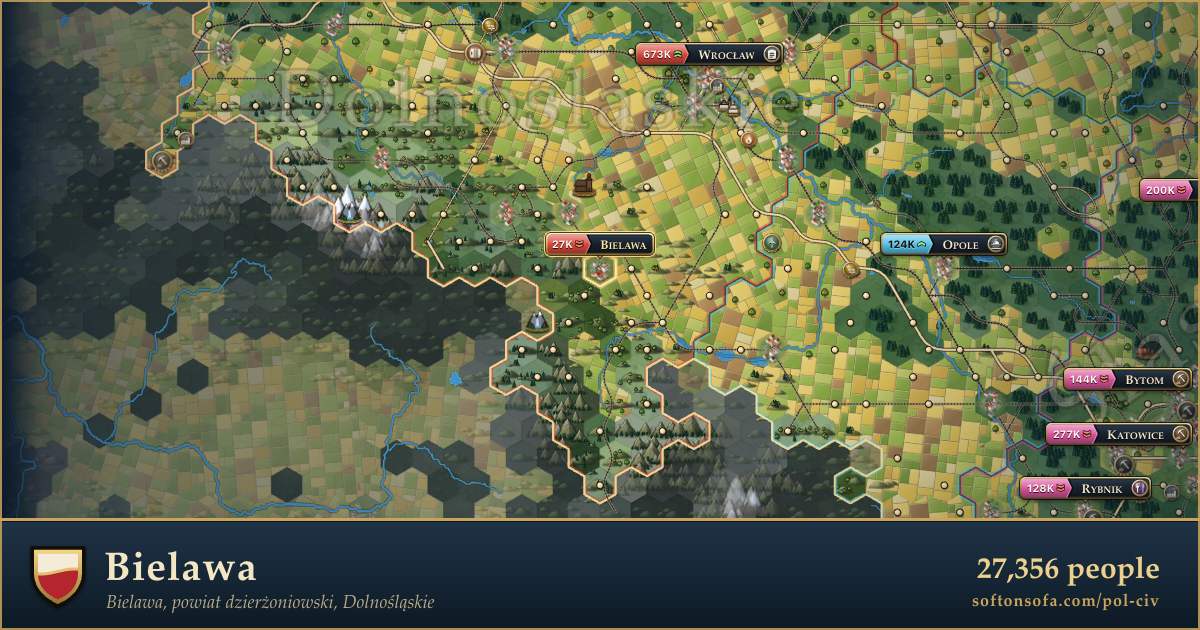 673K Wrocław
Dolnośląskie
200K
27K Bielawa
124K Opole
144K Bytom
277K Katowice
128K Rybnik
Bielawa
27,356 people
Bielawa, powiat dzierżoniowski, Dolnośląskie
softonsofa.com/pol-civ